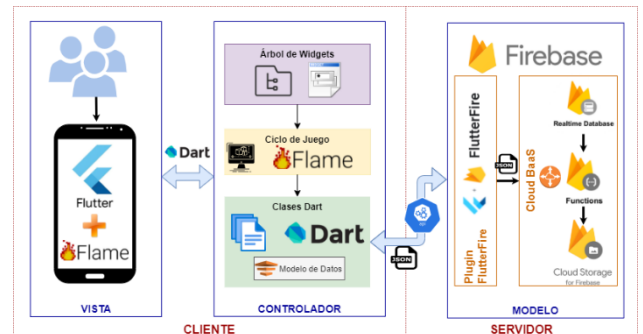 Flutter
Flame
VISTA
Dart
Árbol de Widgets
Ciclo de Juego
Flame
Clases Dart
Dart
Modelo de Datos
CONTROLADOR
CLIENTE
JSON
Firebase
Plugin
FlutterFire
FlutterFire
JSON
Cloud BaaS
Realtime Database
Functions
Cloud Storage
for Firebase
MODELO
SERVIDOR